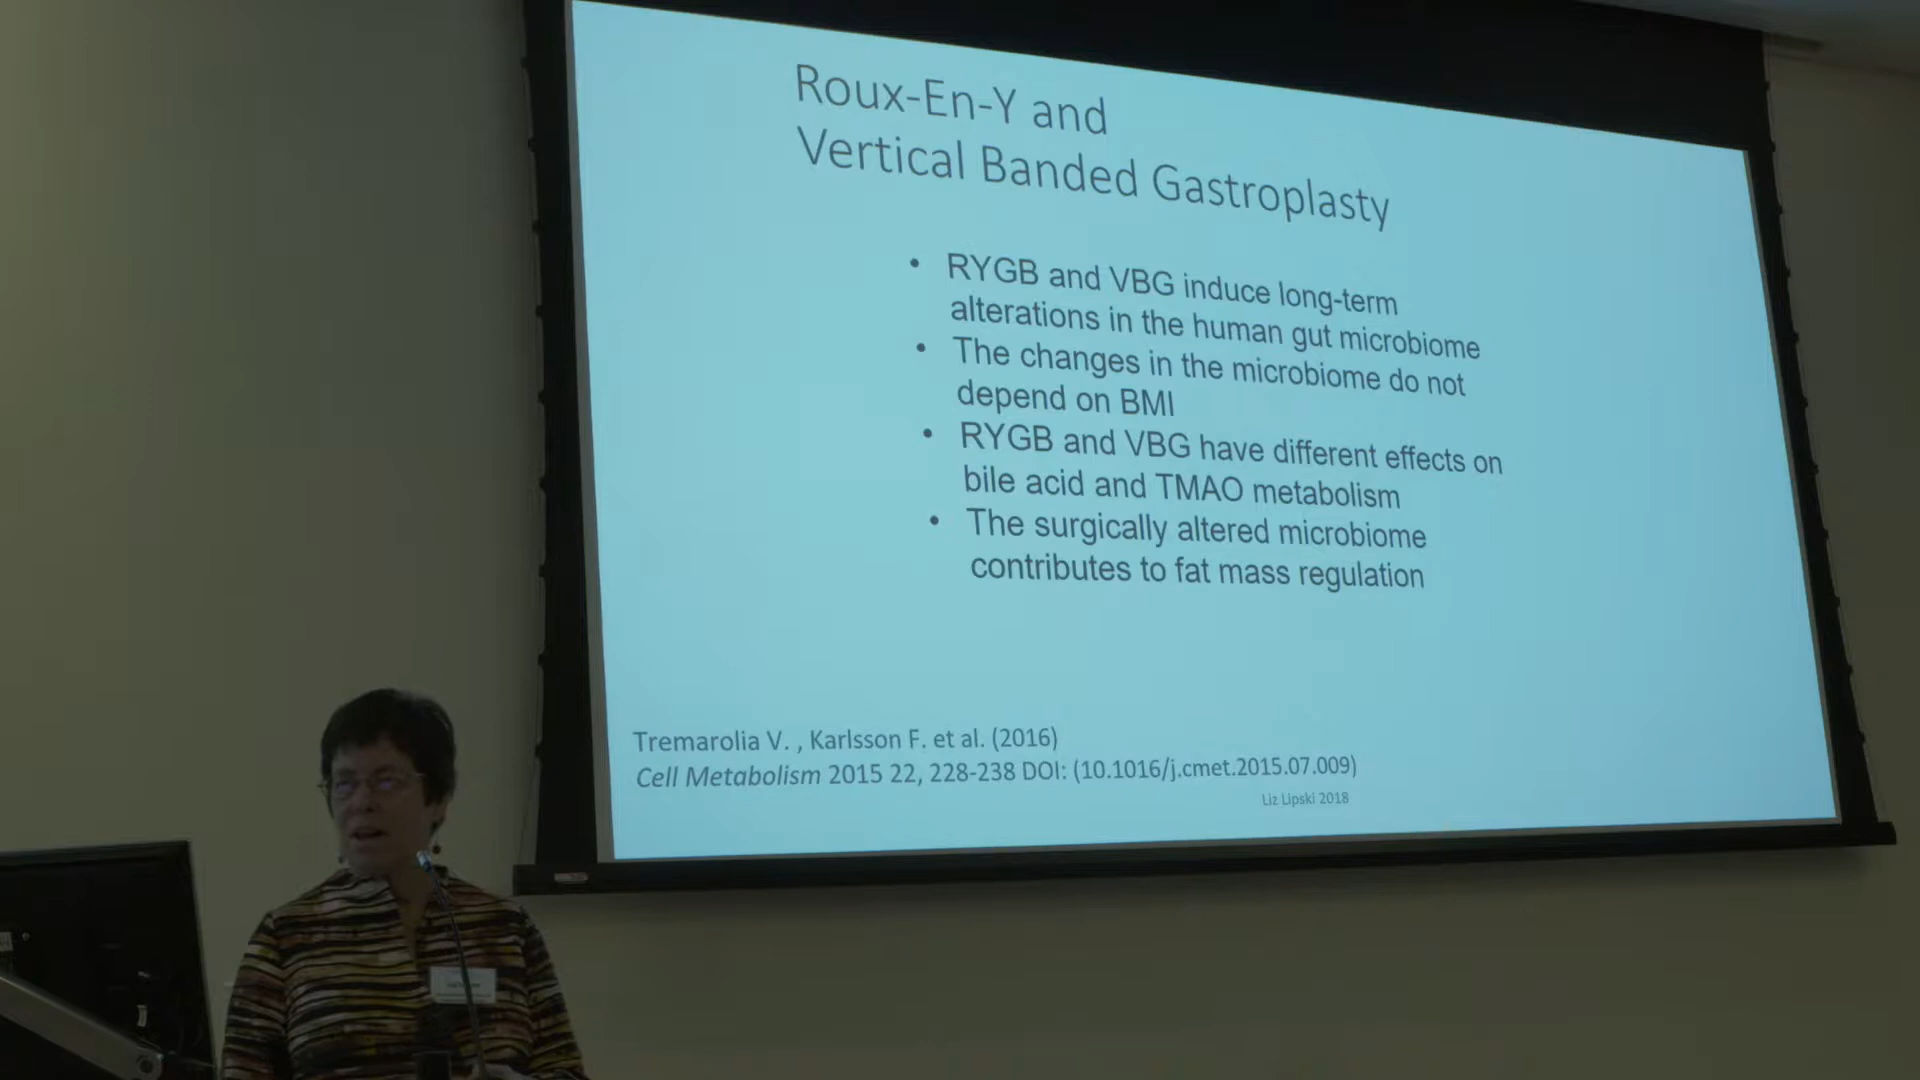 Roux-En-Y and
Vertical Banded Gastroplasty
• RYGB and VBG induce long-term
alterations in the human gut microbiome
• The changes in the microbiome do not
depend on BMI
• RYGB and VBG have different effects on
bile acid and TMAO metabolism
• The surgically altered microbiome
contributes to fat mass regulation
Tremarolia V. , Karlsson F. et al. (2016)
Cell Metabolism 2015 22, 228-238 DOI: (10.1016/j.cmet.2015.07.009)
Liz Lipski 2018